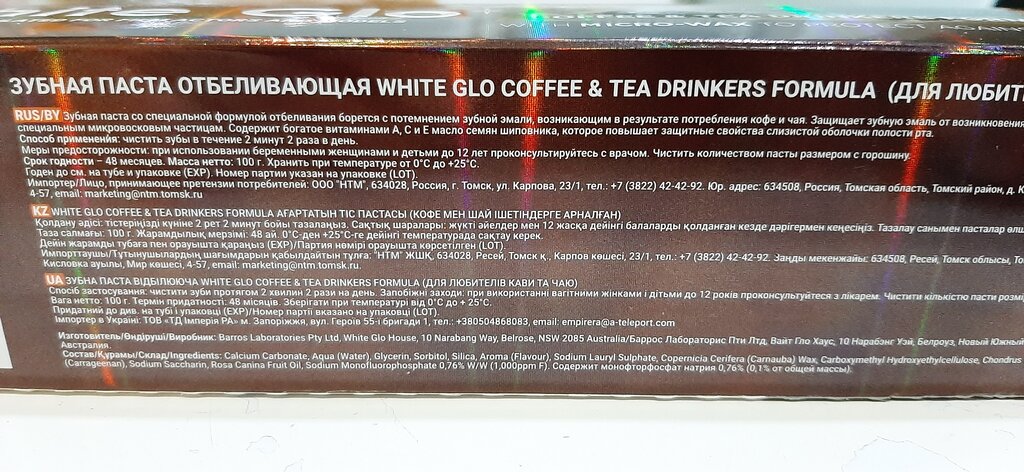 GLO
WITH MICRO-WAX TO
ЗУБНАЯ ПАСТА ОТБЕЛИВАЮЩАЯ WHITE GLO COFFEE & TEA DRINKERS FORMULA (ДЛЯ ЛЮБИТ
RUS/BY Зубная паста со специальной формулой отбеливания борется с потемнением зубной эмали, возникающим в результате потребления кофе и чая. Защищает зубную эмаль от возникновени
специальным микровосковым частицам. Содержит богатое витаминами A, C и E масло семян шиповника, которое повышает защитные свойства слизистой оболочки полости рта.
Способ применения: чистить зубы в течение 2 минут 2 раза в день.
Меры предосторожности: при использовании беременными женщинами и детьми до 12 лет проконсультируйтесь с врачом. Чистить количеством пасты размером с горошину.
Срок годности – 48 месяцев. Масса нетто: 100 г. Хранить при температуре от 0°C до +25°C.
Годен до см. на тубе и упаковке (EXP). Номер партии указан на упаковке (LOT).
Импортер/Лицо, принимающее претензии потребителей: ООО "НТМ", 634028, Россия, г. Томск, ул. Карпова, 23/1, тел.: +7 (3822) 42-42-92. Юр. адрес: 634508, Россия, Томская область, Томский район, д. К
4-57, email: marketing@ntm.tomsk.ru
KZ WHITE GLO COFFEE & TEA DRINKERS FORMULA АҒАРТАТЫН ТІС ПАСТАСЫ (КОФЕ МЕН ШАЙ ІШЕТІНДЕРГЕ АРНАЛҒАН)
Қолдану әдісі: тістеріңізді күніне 2 рет 2 минут бойы тазалаңыз. Сақтық шаралары: жүкті әйелдер мен 12 жасқа дейінгі балаларды қолданған кезде дәрігермен кеңесіңіз. Тазалау санымен пасталар өлш
Таза салмағы: 100 г. Жарамдылық мерзімі: 48 ай. 0°C-ден +25°C-ге дейінгі температурада сақтау керек.
Дейін жарамды тубаға пен орауышта қараңыз (EXP)/Партия нөмірі орауышта көрсетілген (LOT).
Импорттаушы/Тұтынушылардың шағымдарын қабылдайтын тұлға: "НТМ" ЖШҚ, 634028, Ресей, Томск қ., Карпов көшесі, 23/1, тел.: +7 (3822) 42-42-92. Заңды мекенжайы: 634508, Ресей, Томск облысы, То
Кисловка ауылы, Мир көшесі, 4-57, email: marketing@ntm.tomsk.ru.
UA ЗУБНА ПАСТА ВІДБІЛЮЮЧА WHITE GLO COFFEE & TEA DRINKERS FORMULA (ДЛЯ ЛЮБИТЕЛІВ КАВИ ТА ЧАЮ)
Спосіб застосування: чистити зуби протягом 2 хвилин 2 рази на день. Запобіжні заходи: при використанні вагітними жінками і дітьми до 12 років проконсультуйтеся з лікарем. Чистити кількістю пасти розм
Вага нетто: 100 г. Термін придатності: 48 місяців. Зберігати при температурі від 0°C до +25°C.
Придатний до див. на тубі і упаковці (EXP)/Номер партії вказано на упаковці (LOT).
Імпортер в Україні: ТОВ «ТД Імперія РА» м. Запоріжжя, вул. Героїв 55-ї бригади 1, тел.: +380504868083, email: empirera@a-teleport.com
Изготовитель/Өндіруші/Виробник: Barros Laboratories Pty Ltd, White Glo House, 10 Narabang Way, Belrose, NSW 2085 Australia/Баррос Лабораториес Пти Лтд, Вайт Гло Хаус, 10 Нарабэнг Уэй, Белроуз, Новый Южный
Австралия.
Состав/Құрамы/Склад/Ingredients: Calcium Carbonate, Aqua (Water), Glycerin, Sorbitol, Silica, Aroma (Flavour), Sodium Lauryl Sulphate, Copernicia Cerifera (Carnauba) Wax, Carboxymethyl Hydroxyethylcellulose, Chondrus
(Carrageenan), Sodium Saccharin, Rosa Canina Fruit Oil, Sodium Monofluorophosphate 0,76% W/W (1,000ppm F). Содержит монофторфосфат натрия 0,76% (0,1% от общей массы).